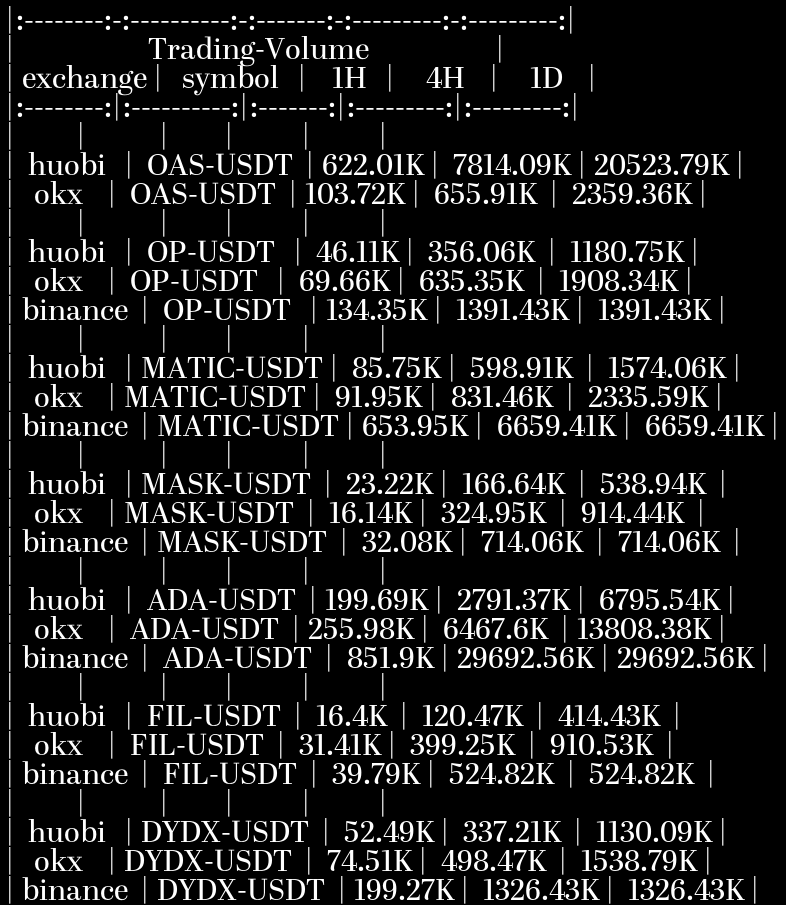 |:--------:-:----------:-:-------:-:---------:-:---------:|
| Trading-Volume |
| exchange | symbol | 1H | 4H | 1D |
|:--------:|:----------:|:-------:|:---------:|:---------:|
| | | | | |
| huobi | OAS-USDT | 622.01K | 7814.09K | 20523.79K |
| okx | OAS-USDT | 103.72K | 655.91K | 2359.36K |
| | | | | |
| huobi | OP-USDT | 46.11K | 356.06K | 1180.75K |
| okx | OP-USDT | 69.66K | 635.35K | 1908.34K |
| binance | OP-USDT | 134.35K | 1391.43K | 1391.43K |
| | | | | |
| huobi | MATIC-USDT | 85.75K | 598.91K | 1574.06K |
| okx | MATIC-USDT | 91.95K | 831.46K | 2335.59K |
| binance | MATIC-USDT | 653.95K | 6659.41K | 6659.41K |
| | | | | |
| huobi | MASK-USDT | 23.22K | 166.64K | 538.94K |
| okx | MASK-USDT | 16.14K | 324.95K | 914.44K |
| binance | MASK-USDT | 32.08K | 714.06K | 714.06K |
| | | | | |
| huobi | ADA-USDT | 199.69K | 2791.37K | 6795.54K |
| okx | ADA-USDT | 255.98K | 6467.6K | 13808.38K |
| binance | ADA-USDT | 851.9K | 29692.56K | 29692.56K |
| | | | | |
| huobi | FIL-USDT | 16.4K | 120.47K | 414.43K |
| okx | FIL-USDT | 31.41K | 399.25K | 910.53K |
| binance | FIL-USDT | 39.79K | 524.82K | 524.82K |
| | | | | |
| huobi | DYDX-USDT | 52.49K | 337.21K | 1130.09K |
| okx | DYDX-USDT | 74.51K | 498.47K | 1538.79K |
| binance | DYDX-USDT | 199.27K | 1326.43K | 1326.43K |